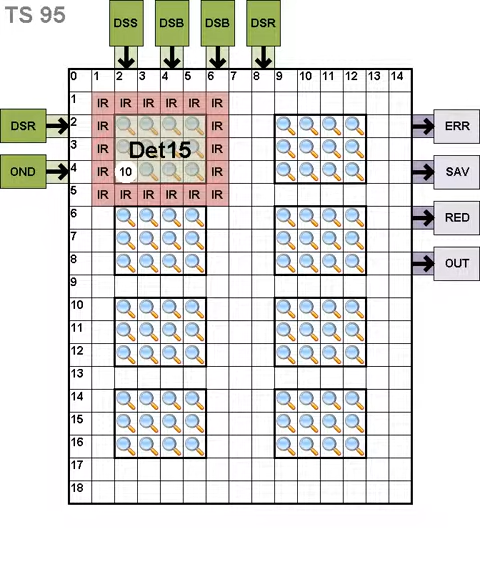 TS 95
DSS DSB DSB DSR
0 1 2 3 4 5 6 7 8 9 10 11 12 13 14
1 IR IR IR IR IR IR
DSR 2 IR IR ERR
3 IR Det15 IR
OND 4 IR 10 IR SAV
5 IR IR IR IR IR IR
6 RED
7
8 OUT
9
10
11
12
13
14
15
16
17
18